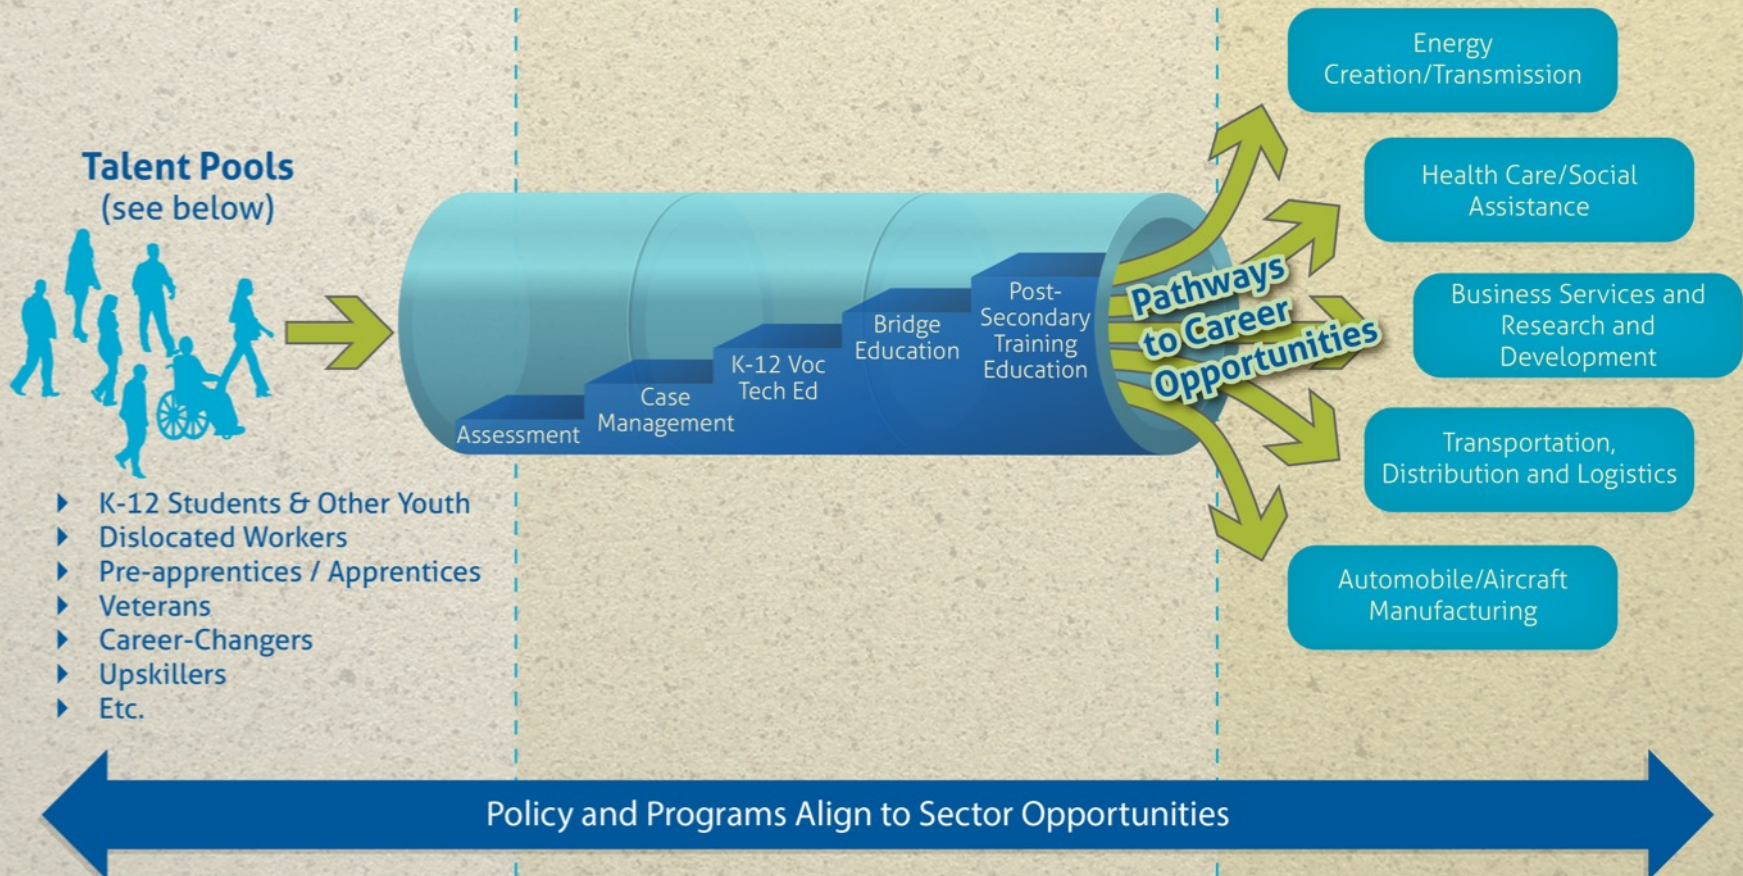 Talent Pools
(see below)
K-12 Students & Other Youth
Dislocated Workers
Pre-apprentices / Apprentices
Veterans
Career-Changers
Upskillers
Etc.
Assessment
Case
Management
K-12 Voc
Tech Ed
Bridge
Education
Post-
Secondary
Training
Education
Pathways
to Career
Opportunities
Energy
Creation/Transmission
Health Care/Social
Assistance
Business Services and
Research and
Development
Transportation,
Distribution and Logistics
Automobile/Aircraft
Manufacturing
Policy and Programs Align to Sector Opportunities